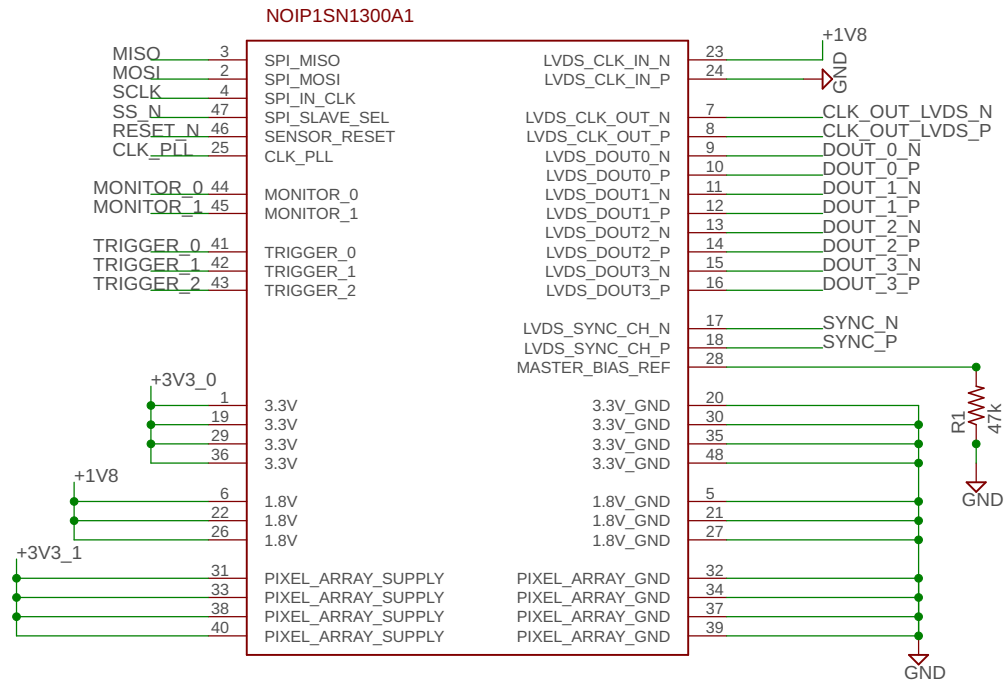 NOIP1SN1300A1
MISO 3 SPI_MISO LVDS_CLK_IN_N 23 +1V8
MOSI 2 SPI_MOSI LVDS_CLK_IN_P 24 GND
SCLK 4 SPI_IN_CLK
SS_N 47 SPI_SLAVE_SEL LVDS_CLK_OUT_N 7 CLK_OUT_LVDS_N
RESET_N 46 SENSOR_RESET LVDS_CLK_OUT_P 8 CLK_OUT_LVDS_P
CLK_PLL 25 CLK_PLL LVDS_DOUT0_N 9 DOUT_0_N
LVDS_DOUT0_P 10 DOUT_0_P
MONITOR_0 44 MONITOR_0 LVDS_DOUT1_N 11 DOUT_1_N
MONITOR_1 45 MONITOR_1 LVDS_DOUT1_P 12 DOUT_1_P
LVDS_DOUT2_N 13 DOUT_2_N
TRIGGER_0 41 TRIGGER_0 LVDS_DOUT2_P 14 DOUT_2_P
TRIGGER_1 42 TRIGGER_1 LVDS_DOUT3_N 15 DOUT_3_N
TRIGGER_2 43 TRIGGER_2 LVDS_DOUT3_P 16 DOUT_3_P
LVDS_SYNC_CH_N 17 SYNC_N
LVDS_SYNC_CH_P 18 SYNC_P
MASTER_BIAS_REF 28
+3V3_0
1 3.3V 3.3V_GND 20
19 3.3V 3.3V_GND 30 R1 47k
29 3.3V 3.3V_GND 35
36 3.3V 3.3V_GND 48
+1V8
6 1.8V 1.8V_GND 5 GND
22 1.8V 1.8V_GND 21
26 1.8V 1.8V_GND 27
+3V3_1
31 PIXEL_ARRAY_SUPPLY PIXEL_ARRAY_GND 32
33 PIXEL_ARRAY_SUPPLY PIXEL_ARRAY_GND 34
38 PIXEL_ARRAY_SUPPLY PIXEL_ARRAY_GND 37
40 PIXEL_ARRAY_SUPPLY PIXEL_ARRAY_GND 39
GND